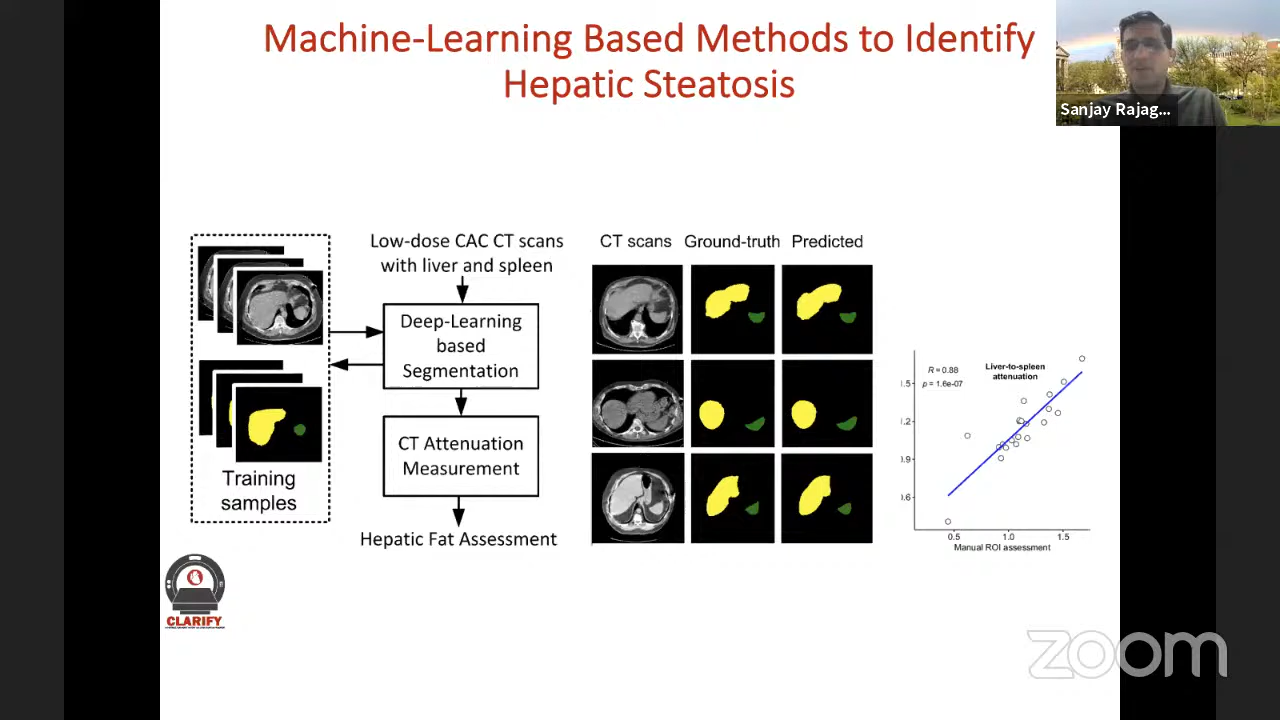 Machine-Learning Based Methods to Identify
Hepatic Steatosis
Sanjay Rajag...
Low-dose CAC CT scans
with liver and spleen
Deep-Learning
based
Segmentation
CT Attenuation
Measurement
Hepatic Fat Assessment
Training
samples
CT scans Ground-truth Predicted
R = 0.88
p = 1.6e-07
Liver-to-spleen
attenuation
.5
.2
0.9
0.6
0.5 1.0 1.5
Manual ROI assessment
CLARIFY
zoom